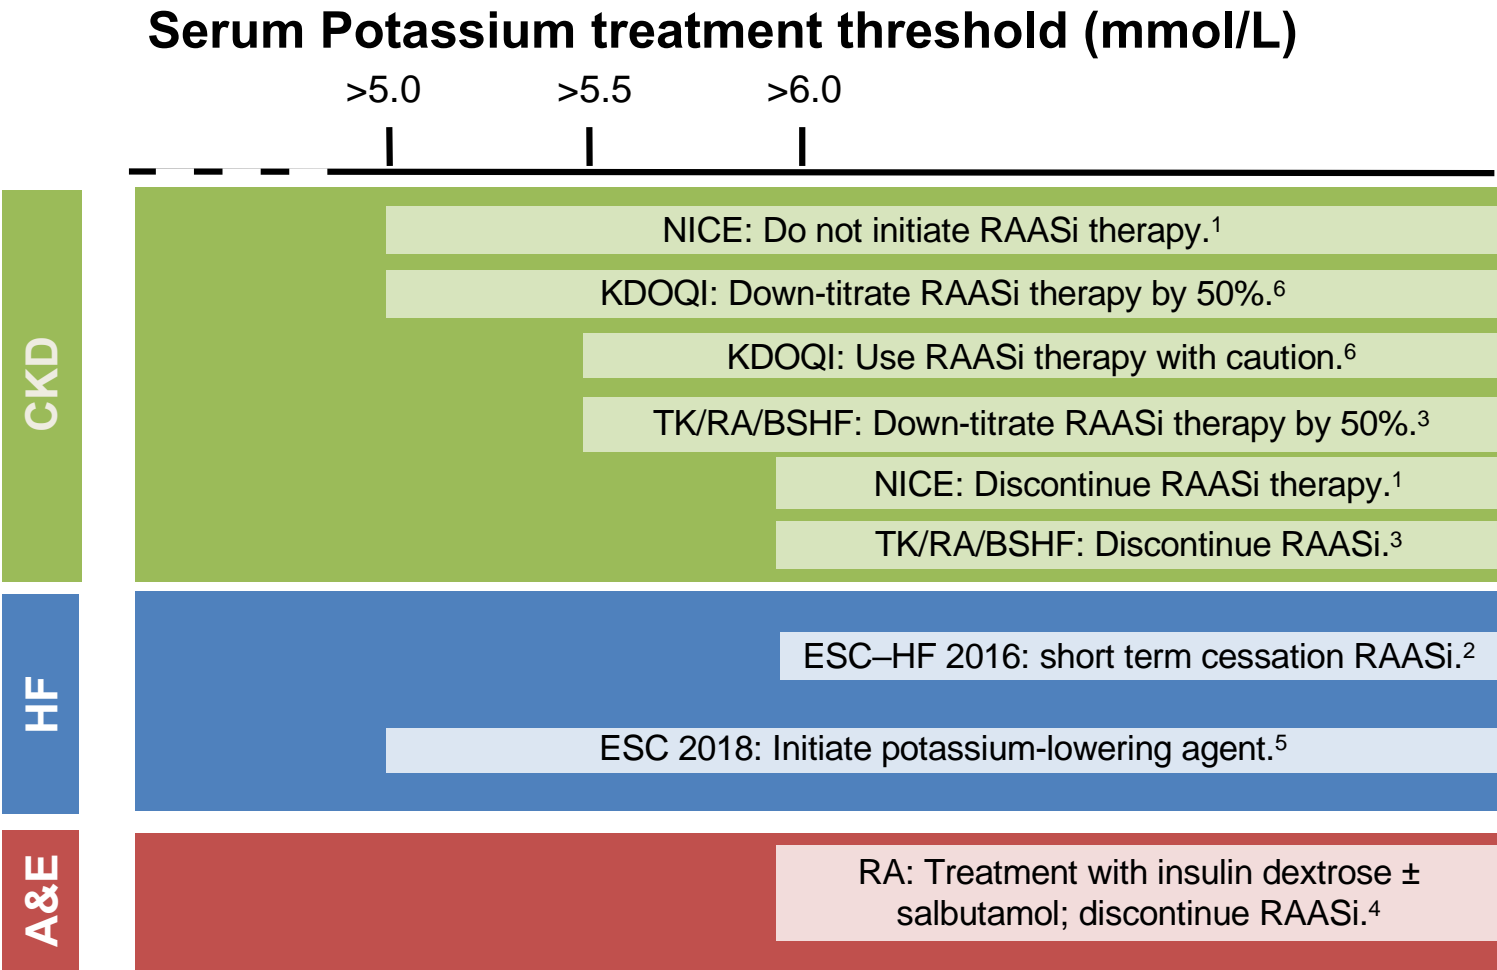 Serum Potassium treatment threshold (mmol/L)
>5.0 >5.5 >6.0
CKD
NICE: Do not initiate RAASi therapy.¹
KDOQI: Down-titrate RAASi therapy by 50%.⁶
KDOQI: Use RAASi therapy with caution.⁶
TK/RA/BSHF: Down-titrate RAASi therapy by 50%.³
NICE: Discontinue RAASi therapy.¹
TK/RA/BSHF: Discontinue RAASi.³
HF
ESC–HF 2016: short term cessation RAASi.²
ESC 2018: Initiate potassium-lowering agent.⁵
A&E
RA: Treatment with insulin dextrose ±
salbutamol; discontinue RAASi.⁴